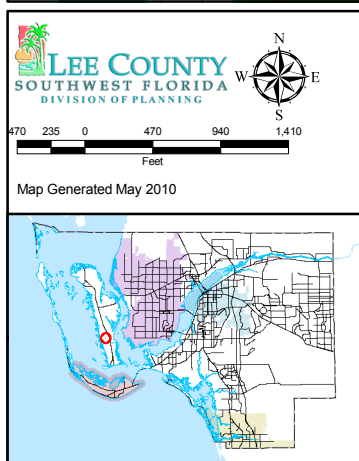 LEE COUNTY
SOUTHWEST FLORIDA
DIVISION OF PLANNING
N
W E
S
470 235 0 470 940 1,410
Feet
Map Generated May 2010